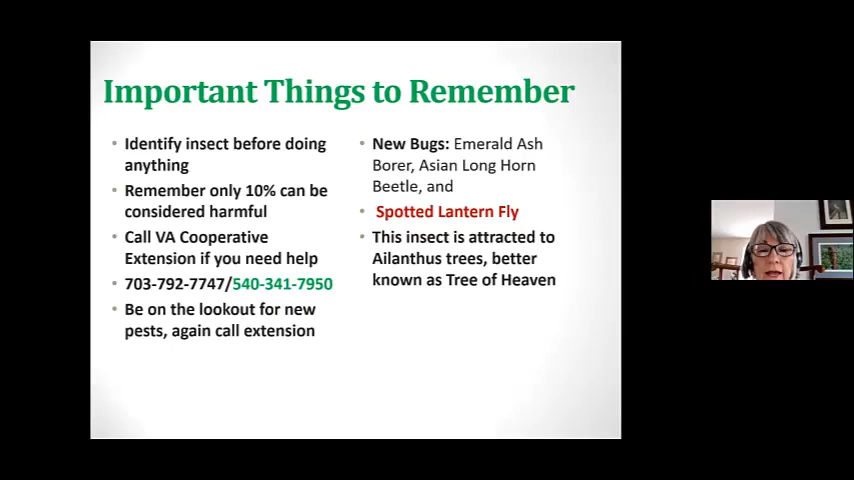 Important Things to Remember
Identify insect before doing
anything
Remember only 10% can be
considered harmful
Call VA Cooperative
Extension if you need help
703-792-7747/540-341-7950
Be on the lookout for new
pests, again call extension
New Bugs: Emerald Ash
Borer, Asian Long Horn
Beetle, and
Spotted Lantern Fly
This insect is attracted to
Ailanthus trees, better
known as Tree of Heaven